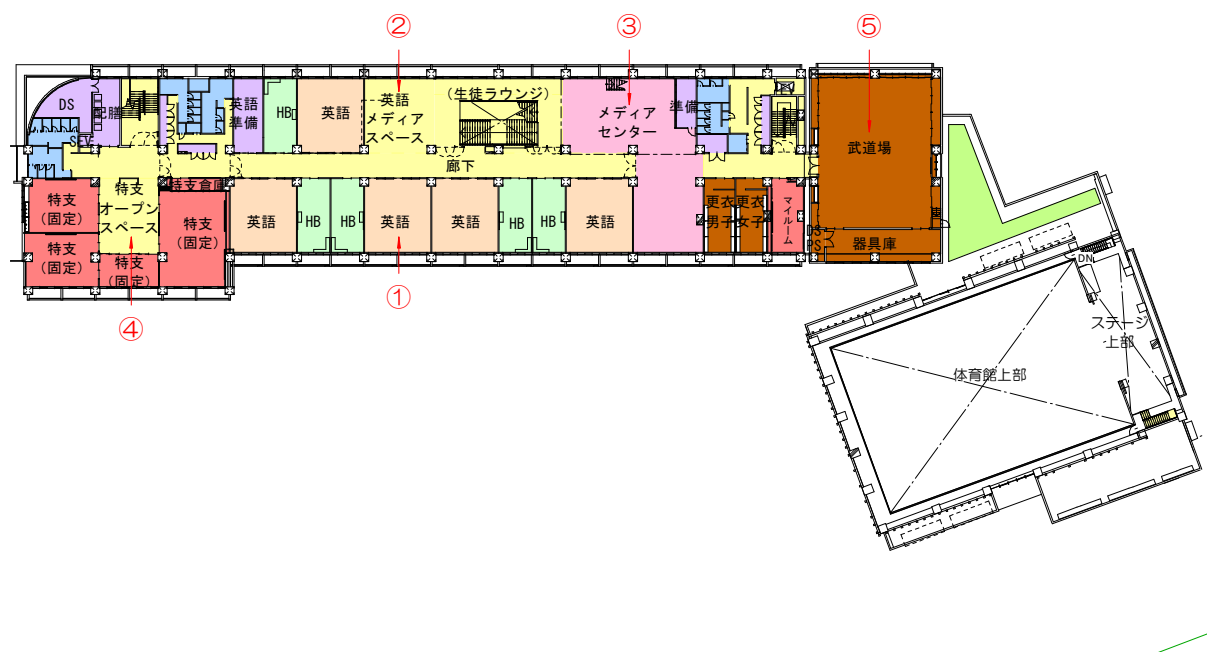 ②
③
⑤
DS
配膳
SEV
英語
準備
HB
英語
英語
メディア
スペース
(生徒ラウンジ)
メディア
センター
準備
武道場
廊下
特支
(固定)
特支
オープン
スペース
特支倉庫
特支
(固定)
英語
HB
HB
英語
英語
HB
HB
英語
更衣
男子
更衣
女子
マイルーム
DS
PS
器具庫
特支
(固定)
特支
(固定)
④
①
DN
ステージ
上部
体育館上部